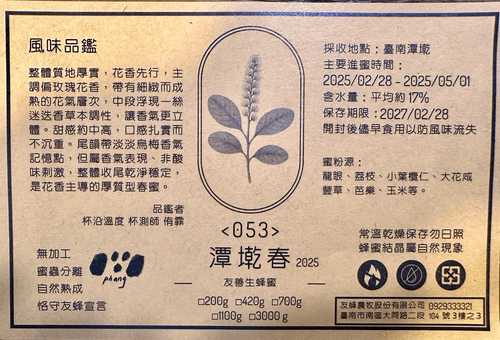 風味品鑑
整體質地厚實，花香先行，主
調偏玫瑰花香，帶有細緻而成
熟的花氣層次，中段浮現一絲
迷迭香草本調性，讓香氣更立
體。甜感約中高，口感扎實而
不沉重。尾韻帶淡淡烏梅香氣
記憶點，但屬香氣表現、非酸
味刺激，整體收尾乾淨穩定，
是花香主導的厚質型春蜜。
品鑑者
杯沿溫度 杯測師 侑霏
無加工
蜜蟲分離
自然熟成
恪守友蜂宣言
phang
<053>
潭墘春 2025
友善生蜂蜜
□200g □420g □700g
□1100g □3000g
採收地點：臺南潭墘
主要進蜜時間：
2025/02/28 - 2025/05/01
含水量：平均約17%
保存期限：2027/02/28
開封後儘早食用以防風味流失
蜜粉源：
龍眼、荔枝、小葉欖仁、大花咸
豐草、芭樂、玉米等。
常溫乾燥保存勿日照
蜂蜜結晶屬自然現象
友蜂農牧股份有限公司 0929333321
臺南市南區大同路二段 104 號 3 樓之 3